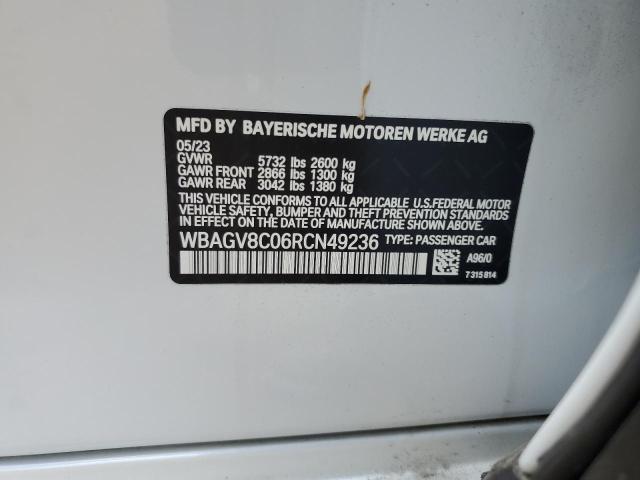 MFD BY BAYERISCHE MOTOREN WERKE AG
05/23
GVWR 5732 lbs 2600 kg
GAWR FRONT 2866 lbs 1300 kg
GAWR REAR 3042 lbs 1380 kg
THIS VEHICLE CONFORMS TO ALL APPLICABLE U.S.FEDERAL MOTOR
VEHICLE SAFETY, BUMPER AND THEFT PREVENTION STANDARDS
IN EFFECT ON THE DATE OF MANUFACTURE SHOWN ABOVE.
WBAGV8C06RCN49236 TYPE: PASSENGER CAR
A96/0
7315814